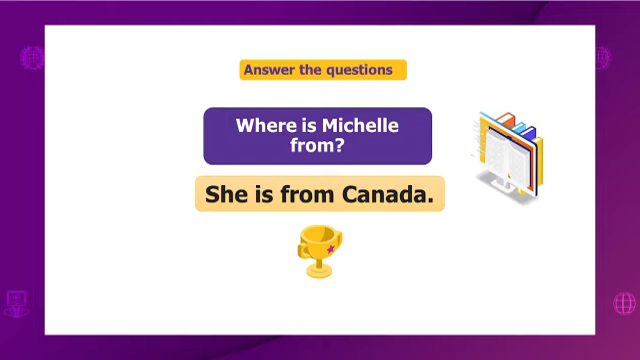 Answer the questions
Where is Michelle
from?
She is from Canada.